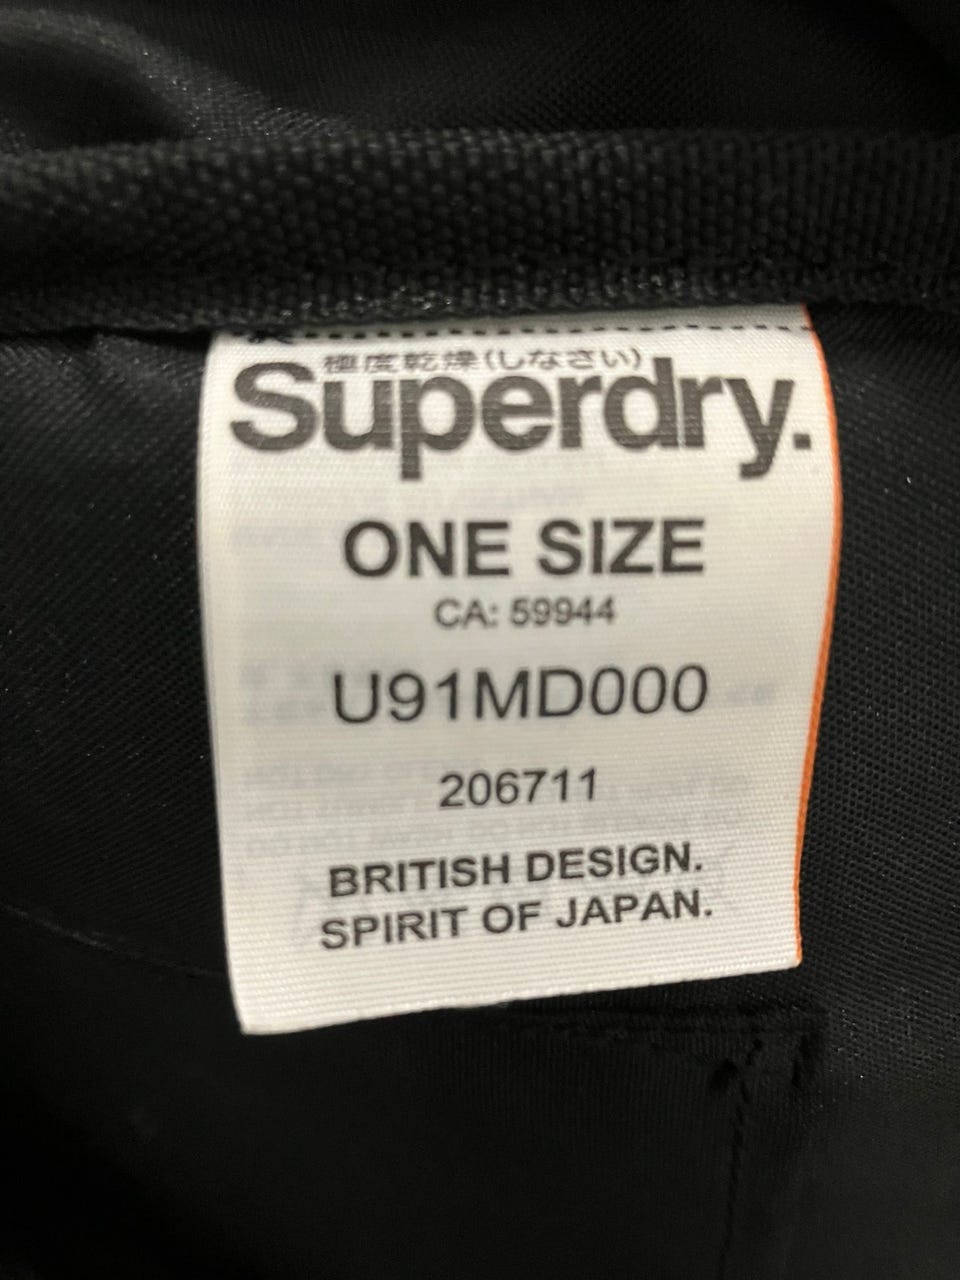 極度乾燥(しなさい)
Superdry.
ONE SIZE
CA: 59944
U91MD000
206711
BRITISH DESIGN.
SPIRIT OF JAPAN.